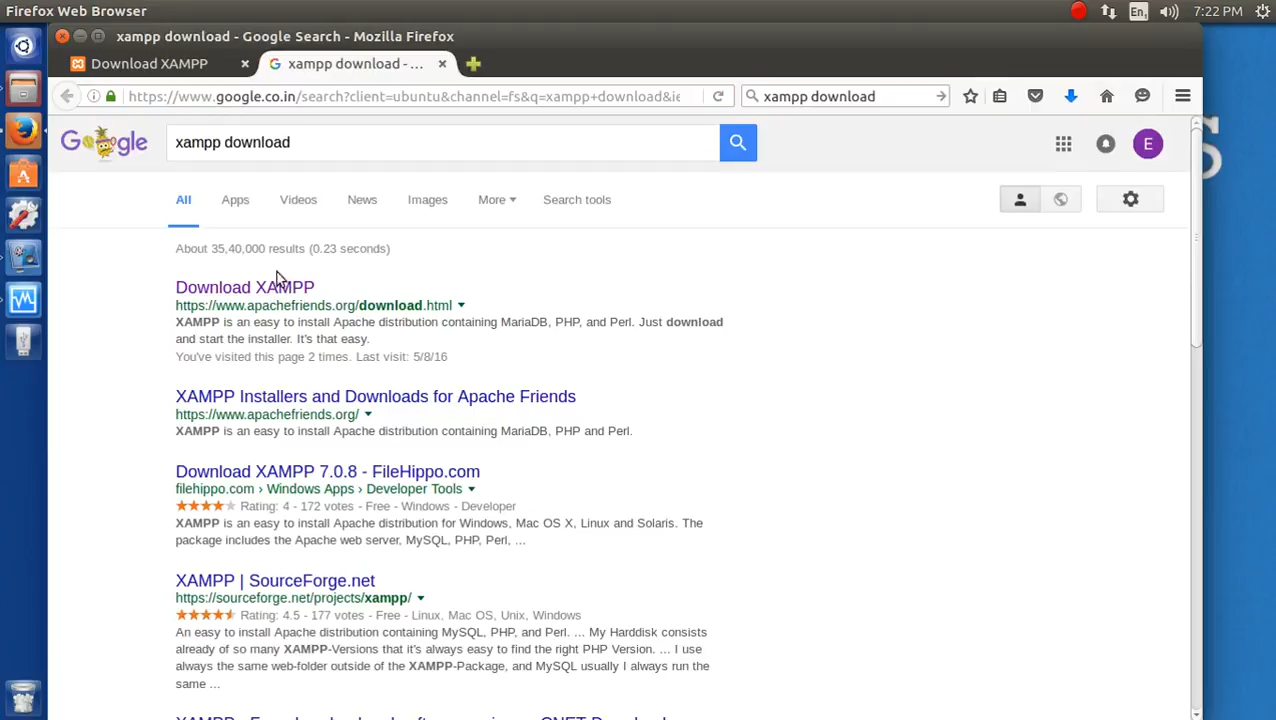 Firefox Web Browser
En
7:22 PM
xampp download - Google Search - Mozilla Firefox
Download XAMPP
xampp download - ...
https://www.google.co.in/search?client=ubuntu&channel=fs&q=xampp+download&ie
xampp download
Google
xampp download
E
S
All
Apps
Videos
News
Images
More
Search tools
About 35,40,000 results (0.23 seconds)
Download XAMPP
https://www.apachefriends.org/download.html
XAMPP is an easy to install Apache distribution containing MariaDB, PHP, and Perl. Just download
and start the installer. It's that easy.
You've visited this page 2 times. Last visit: 5/8/16
XAMPP Installers and Downloads for Apache Friends
https://www.apachefriends.org/
XAMPP is an easy to install Apache distribution containing MariaDB, PHP and Perl.
Download XAMPP 7.0.8 - FileHippo.com
filehippo.com › Windows Apps › Developer Tools
Rating: 4 - 172 votes - Free - Windows - Developer
XAMPP is an easy to install Apache distribution for Windows, Mac OS X, Linux and Solaris. The
package includes the Apache web server, MySQL, PHP, Perl, ...
XAMPP | SourceForge.net
https://sourceforge.net/projects/xampp/
Rating: 4.5 - 177 votes - Free - Linux, Mac OS, Unix, Windows
An easy to install Apache distribution containing MySQL, PHP, and Perl. ... My Harddisk consists
already of so many XAMPP-Versions that it's always easy to find the right PHP Version. ... I use
always the same web-folder outside of the XAMPP-Package, and MySQL usually I always run the
same ...